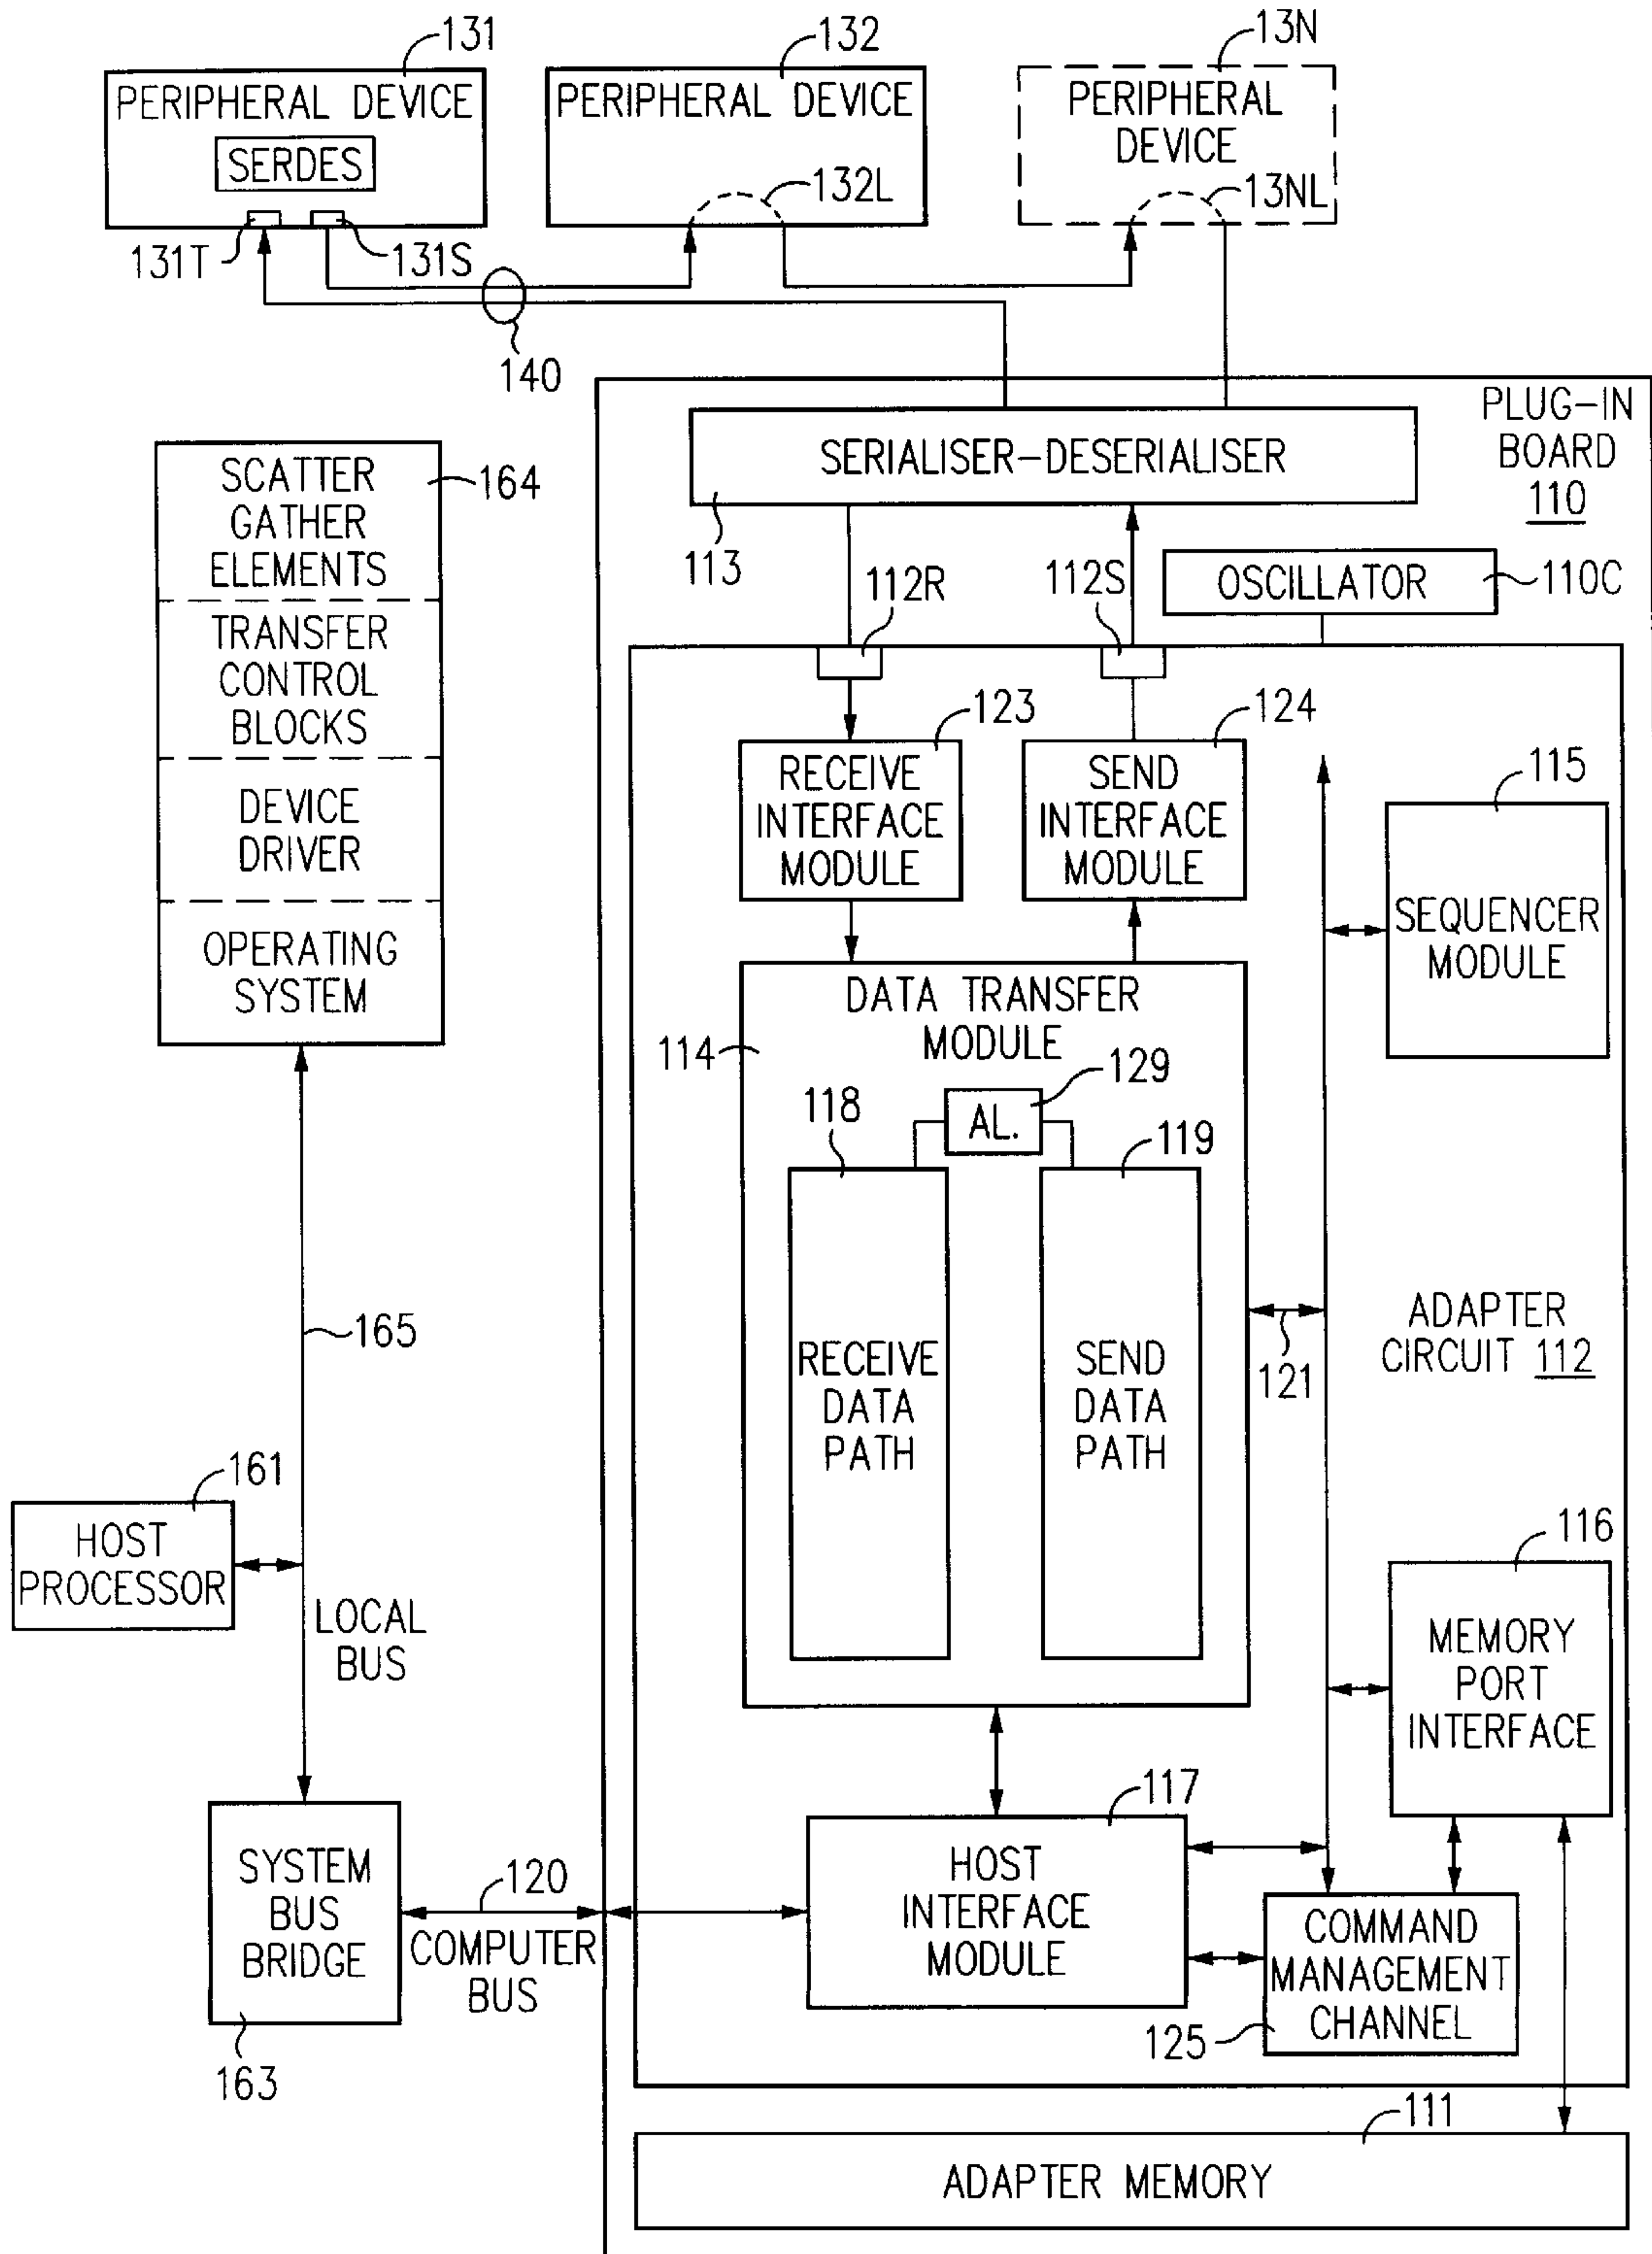 131
132
13N
PERIPHERAL DEVICE
SERDES
PERIPHERAL DEVICE
PERIPHERAL
DEVICE
132L
13NL
131T
131S
140
PLUG-IN
BOARD
110
SERIALISER-DESERIALISER
113
SCATTER
GATHER
ELEMENTS
164
TRANSFER
CONTROL
BLOCKS
DEVICE
DRIVER
OPERATING
SYSTEM
112R
112S
OSCILLATOR
110C
123
124
RECEIVE
INTERFACE
MODULE
SEND
INTERFACE
MODULE
115
SEQUENCER
MODULE
DATA TRANSFER
MODULE
114
129
AL.
118
119
RECEIVE
DATA
PATH
SEND
DATA
PATH
121
ADAPTER
CIRCUIT 112
165
161
HOST
PROCESSOR
LOCAL
BUS
116
MEMORY
PORT
INTERFACE
117
HOST
INTERFACE
MODULE
SYSTEM
BUS
BRIDGE
163
120
COMPUTER
BUS
COMMAND
MANAGEMENT
CHANNEL
125
111
ADAPTER MEMORY